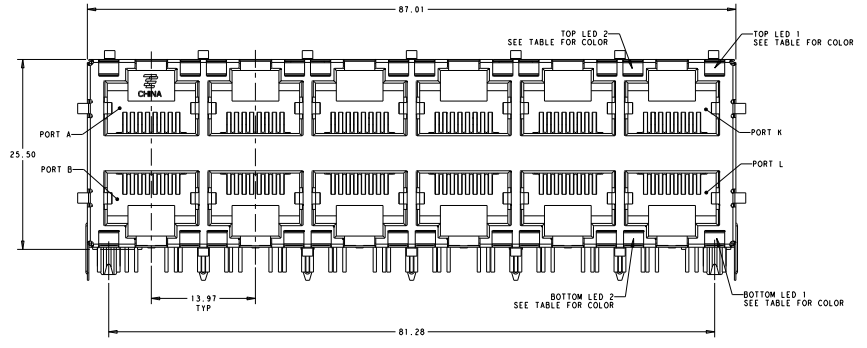 87.01
TOP LED 2
SEE TABLE FOR COLOR
TOP LED 1
SEE TABLE FOR COLOR
CHINA
PORT A
PORT K
25.50
PORT B
PORT L
13.97
TYP
BOTTOM LED 2
SEE TABLE FOR COLOR
BOTTOM LED 1
SEE TABLE FOR COLOR
81.28